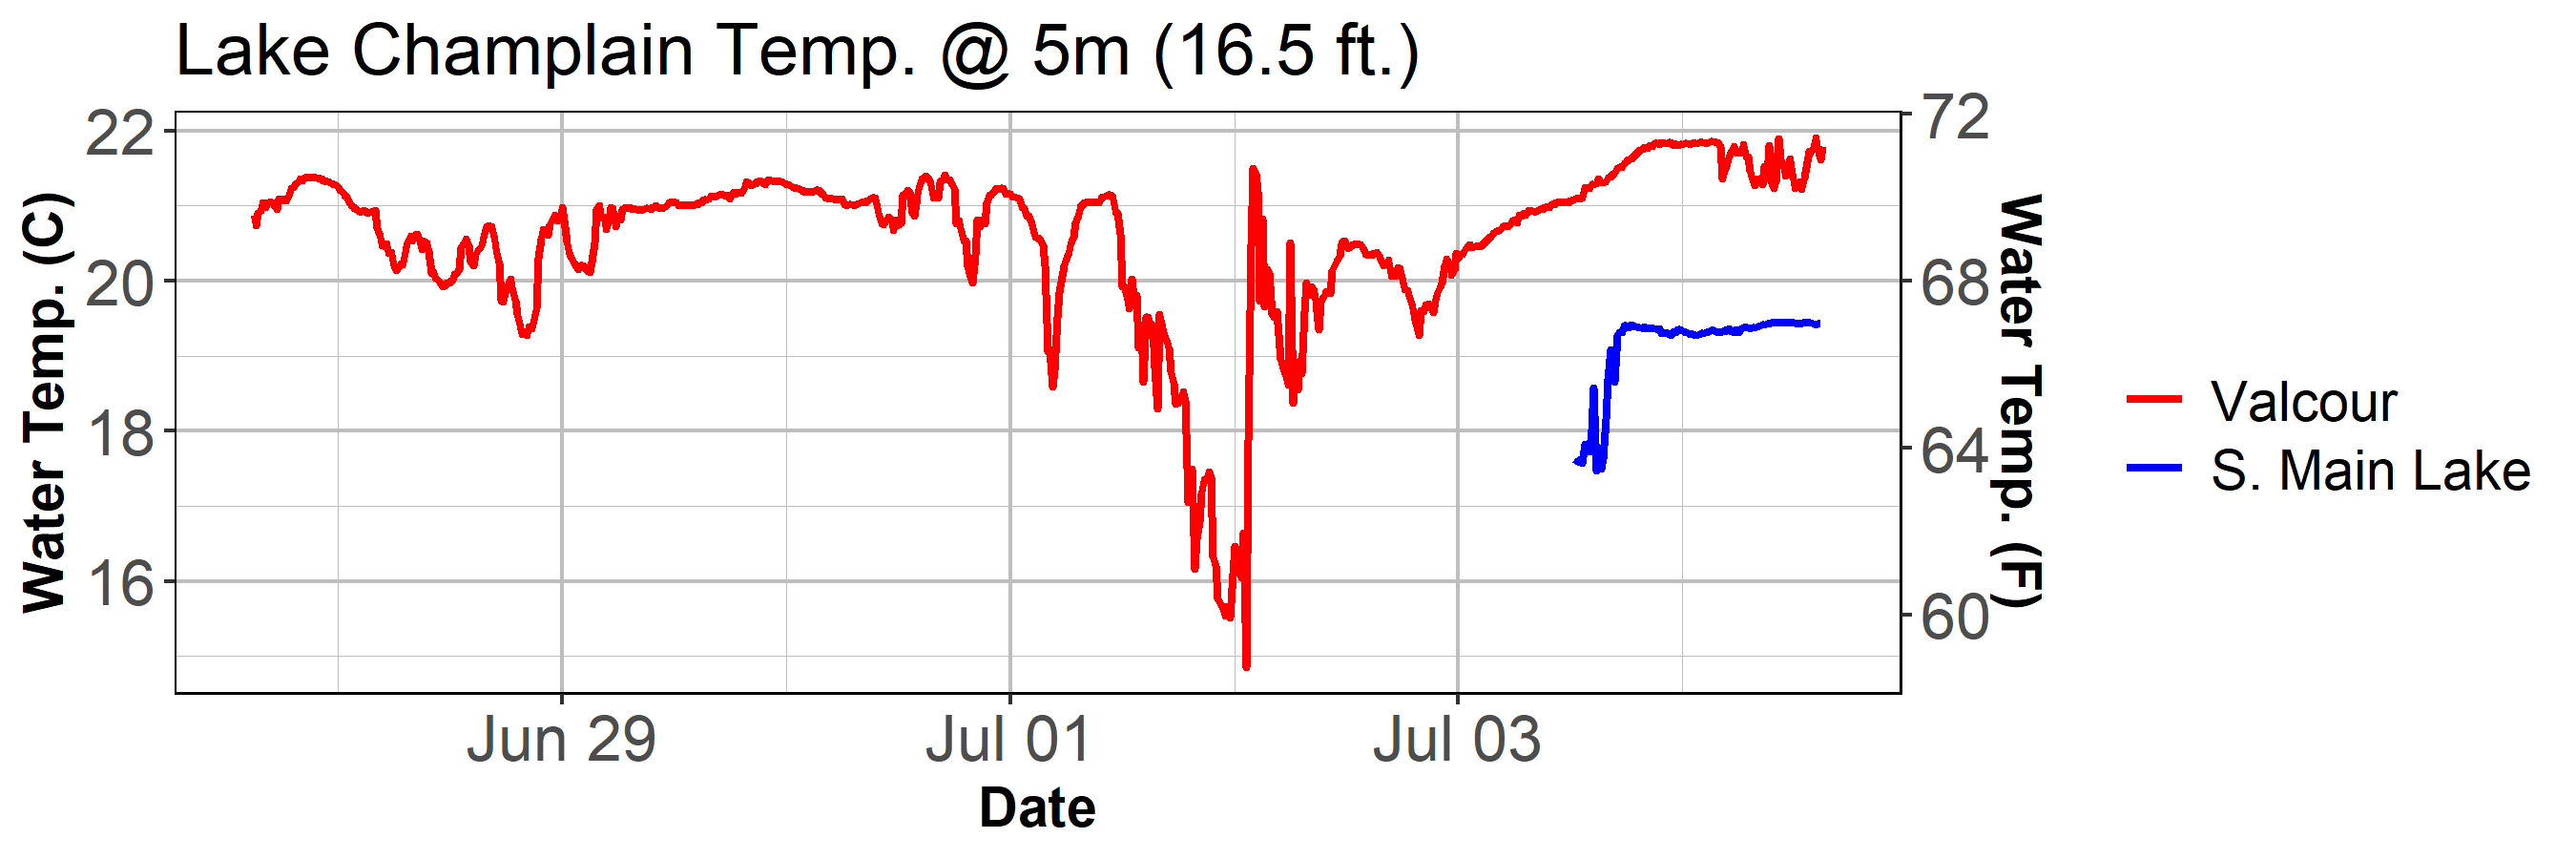 Lake Champlain Temp. @ 5m (16.5 ft.)
Water Temp. (C)
22
20
18
16
72
68
64
60
Water Temp. (F)
Jun 29
Jul 01
Jul 03
Date
Valcour
S. Main Lake